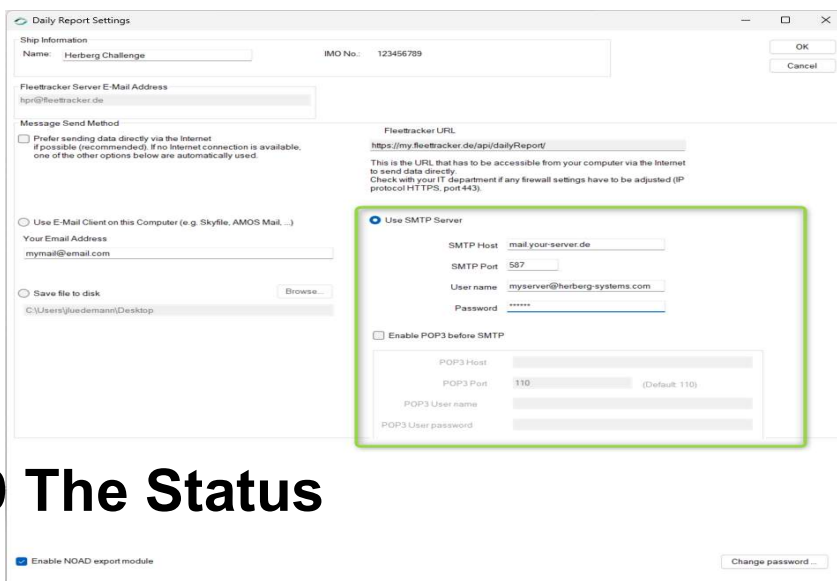 Daily Report Settings
Ship Information
Name: Herberg Challenge
IMO No.: 123456789
OK
Cancel
Fleettracker Server E-Mail Address
hpr@fleettracker.de
Message Send Method
Prefer sending data directly via the Internet
if possible (recommended). If no Internet connection is available,
one of the other options below are automatically used.
Fleettracker URL
https://my.fleettracker.de/api/dailyReport/
This is the URL that has to be accessible from your computer via the Internet
to send data directly.
Check with your IT department if any firewall settings have to be adjusted (IP
protocol HTTPS, port 443).
Use E-Mail Client on this Computer (e.g. Skyfile, AMOS Mail, ...)
Your Email Address
mymail@email.com
Save file to disk
Browse...
C:\Users\jluedemann\Desktop
Use SMTP Server
SMTP Host mail.your-server.de
SMTP Port 587
User name myserver@herberg-systems.com
Password ******
Enable POP3 before SMTP
POP3 Host
POP3 Port 110 (Default: 110)
POP3 User name
POP3 User password
The Status
Enable NOAD export module
Change password ...